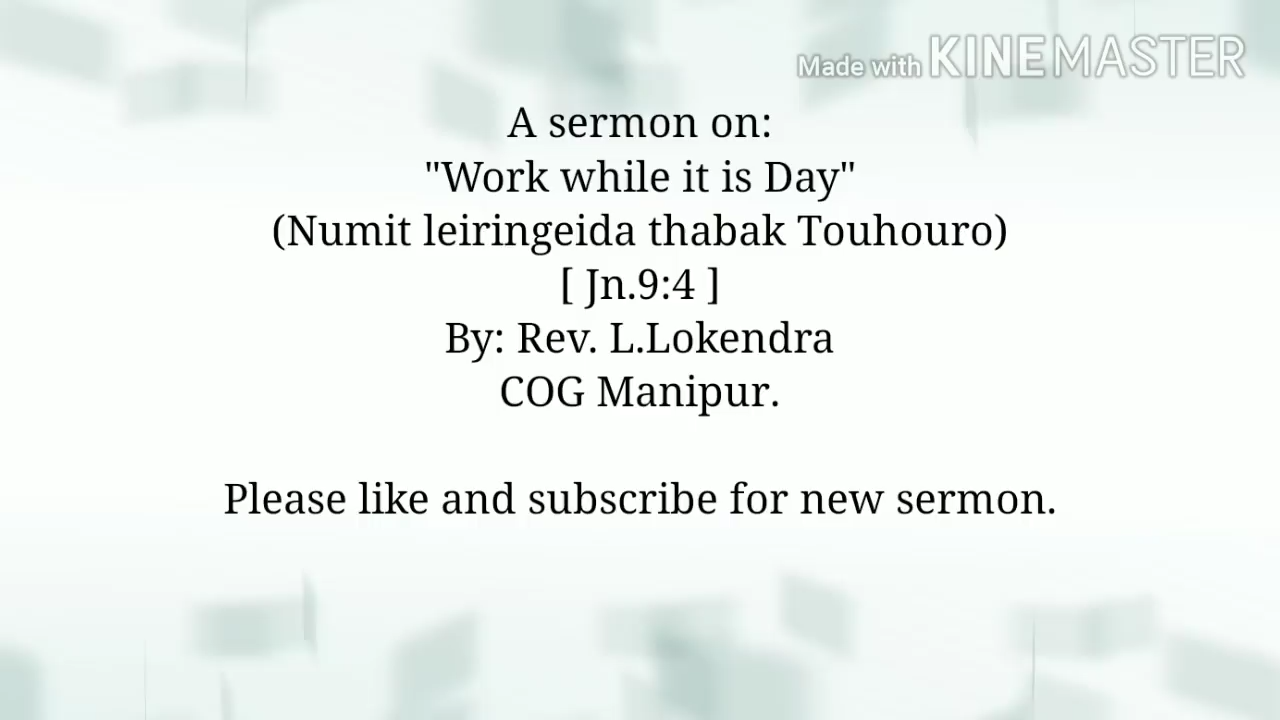 Made with KINEMASTER
A sermon on:
"Work while it is Day"
(Numit leiringeida thabak Touhouro)
[ Jn.9:4 ]
By: Rev. L.Lokendra
COG Manipur.
Please like and subscribe for new sermon.